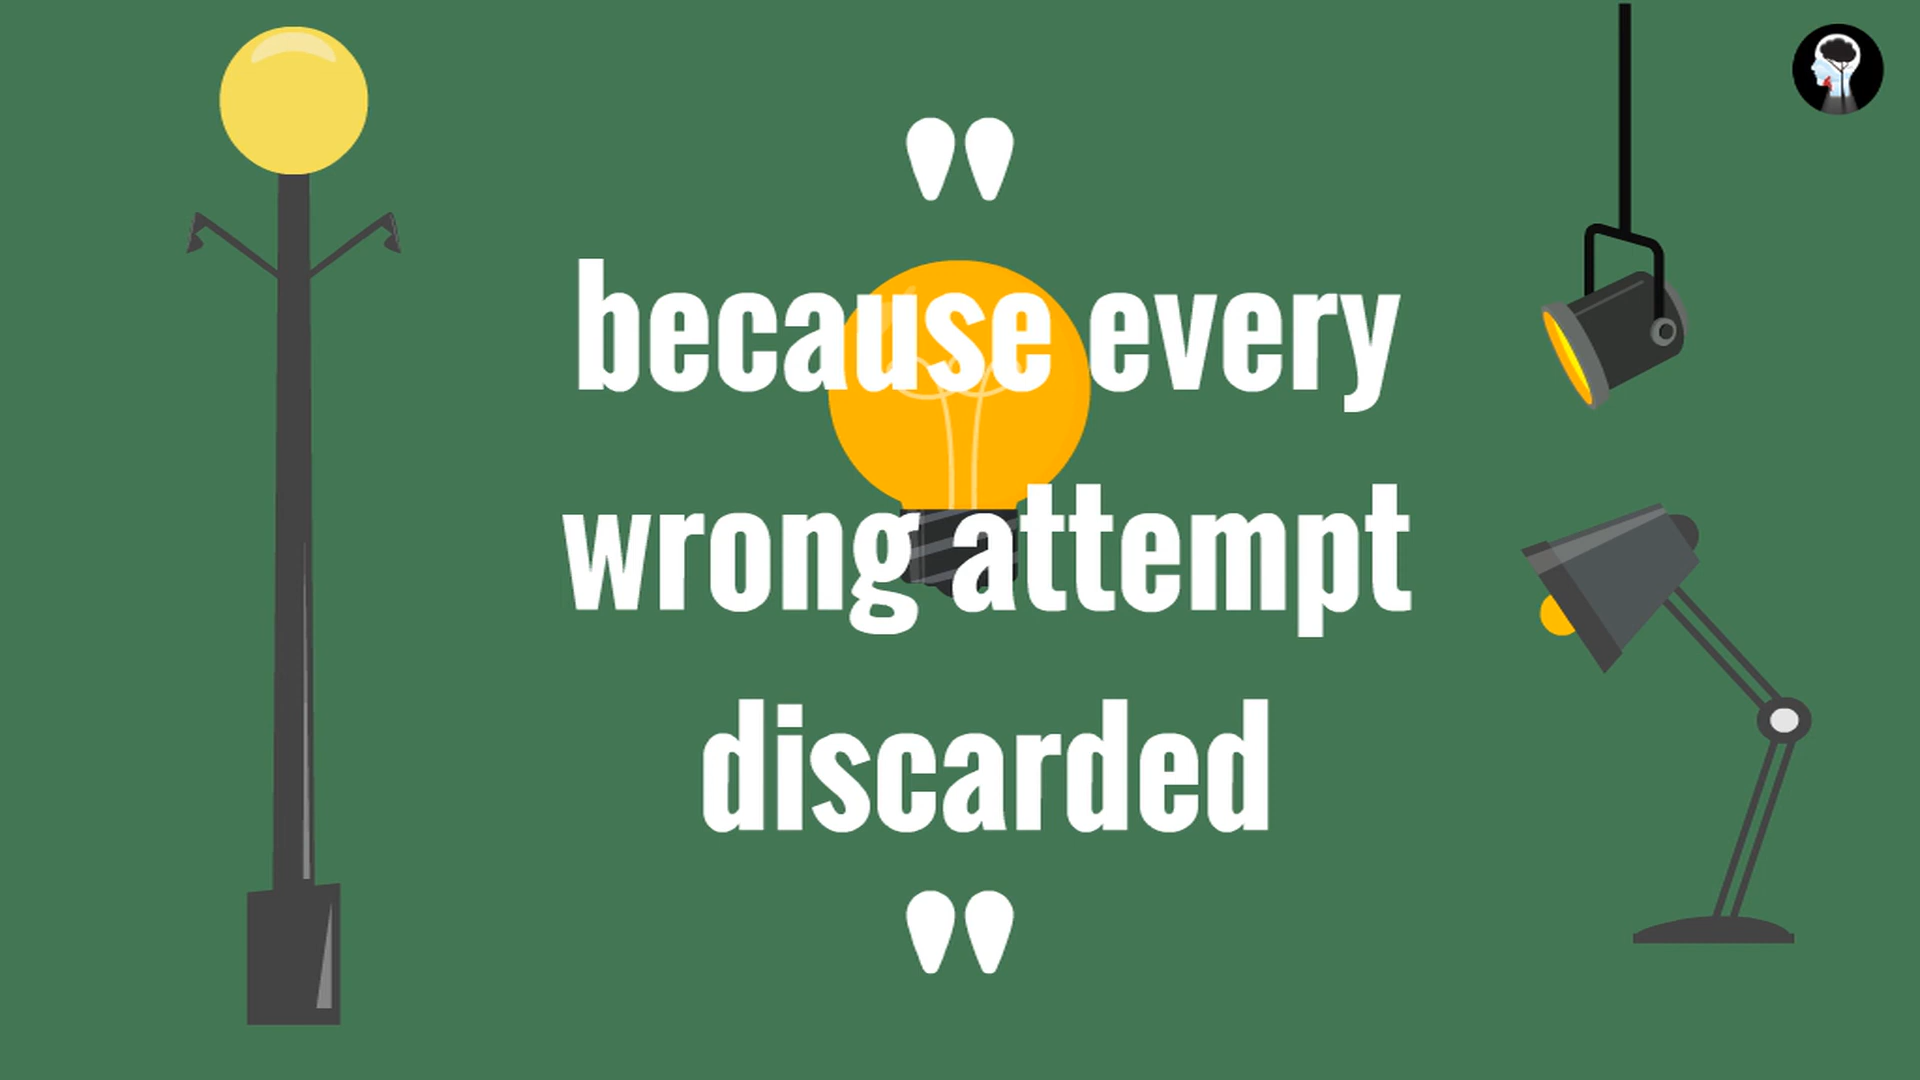 "
because every
wrong attempt
discarded
"